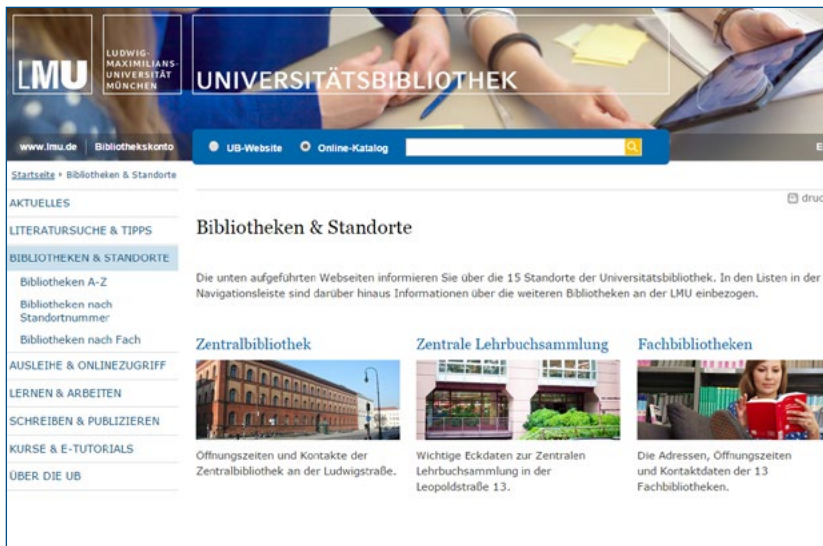 LMU
LUDWIG-
MAXIMILIANS-
UNIVERSITÄT
MÜNCHEN
UNIVERSITÄTSBIBLIOTHEK
www.lmu.de Bibliothekskonto
UB-Website Online-Katalog
Startseite Bibliotheken & Standorte
AKTUELLES
LITERATURSUCHE & TIPPS
BIBLIOTHEKEN & STANDORTE
Bibliotheken A-Z
Bibliotheken nach
Standortnummer
Bibliotheken nach Fach
AUSLEIHE & ONLINEZUGRIFF
LERNEN & ARBEITEN
SCHREIBEN & PUBLIZIEREN
KURSE & E-TUTORIALS
ÜBER DIE UB
druc
Bibliotheken & Standorte
Die unten aufgeführten Webseiten informieren Sie über die 15 Standorte der Universitätsbibliothek. In den Listen in der
Navigationsleiste sind darüber hinaus Informationen über die weiteren Bibliotheken an der LMU einbezogen.
Zentralbibliothek
Öffnungszeiten und Kontakte der
Zentralbibliothek an der Ludwigstraße.
Zentrale Lehrbuchsammlung
Wichtige Eckdaten zur Zentralen
Lehrbuchsammlung in der
Leopoldstraße 13.
Fachbibliotheken
Die Adressen, Öffnungszeiten
und Kontaktdaten der 13
Fachbibliotheken.